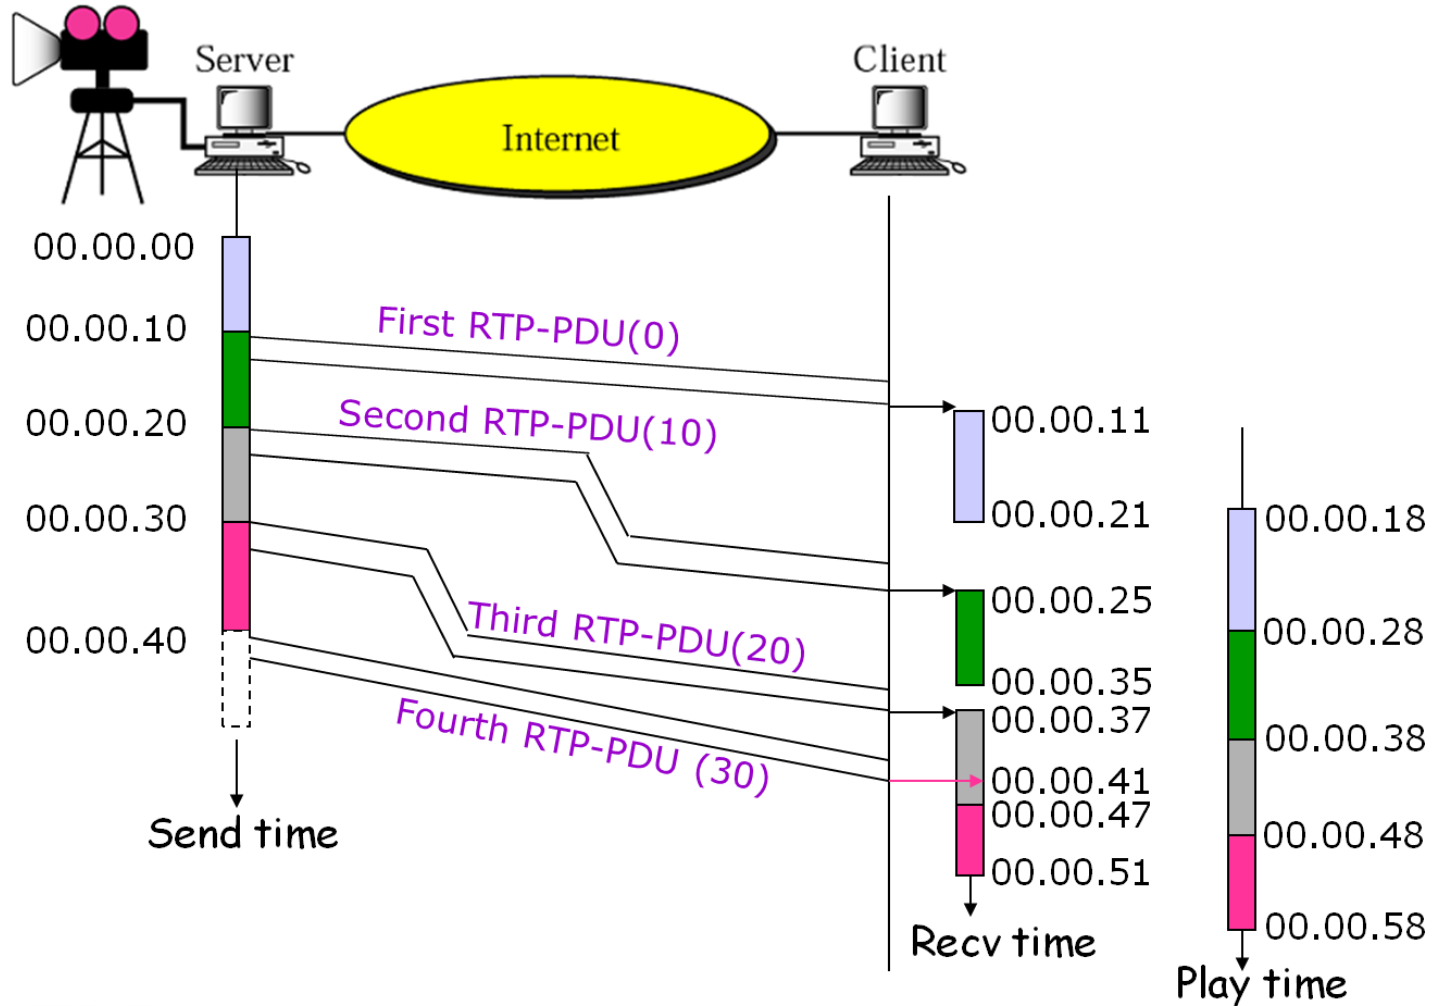 Server
Client
Internet
00.00.00
00.00.10
00.00.20
00.00.30
00.00.40
Send time
First RTP-PDU(0)
Second RTP-PDU(10)
Third RTP-PDU(20)
Fourth RTP-PDU (30)
00.00.11
00.00.21
00.00.25
00.00.35
00.00.37
00.00.41
00.00.47
00.00.51
Recv time
00.00.18
00.00.28
00.00.38
00.00.48
00.00.58
Play time